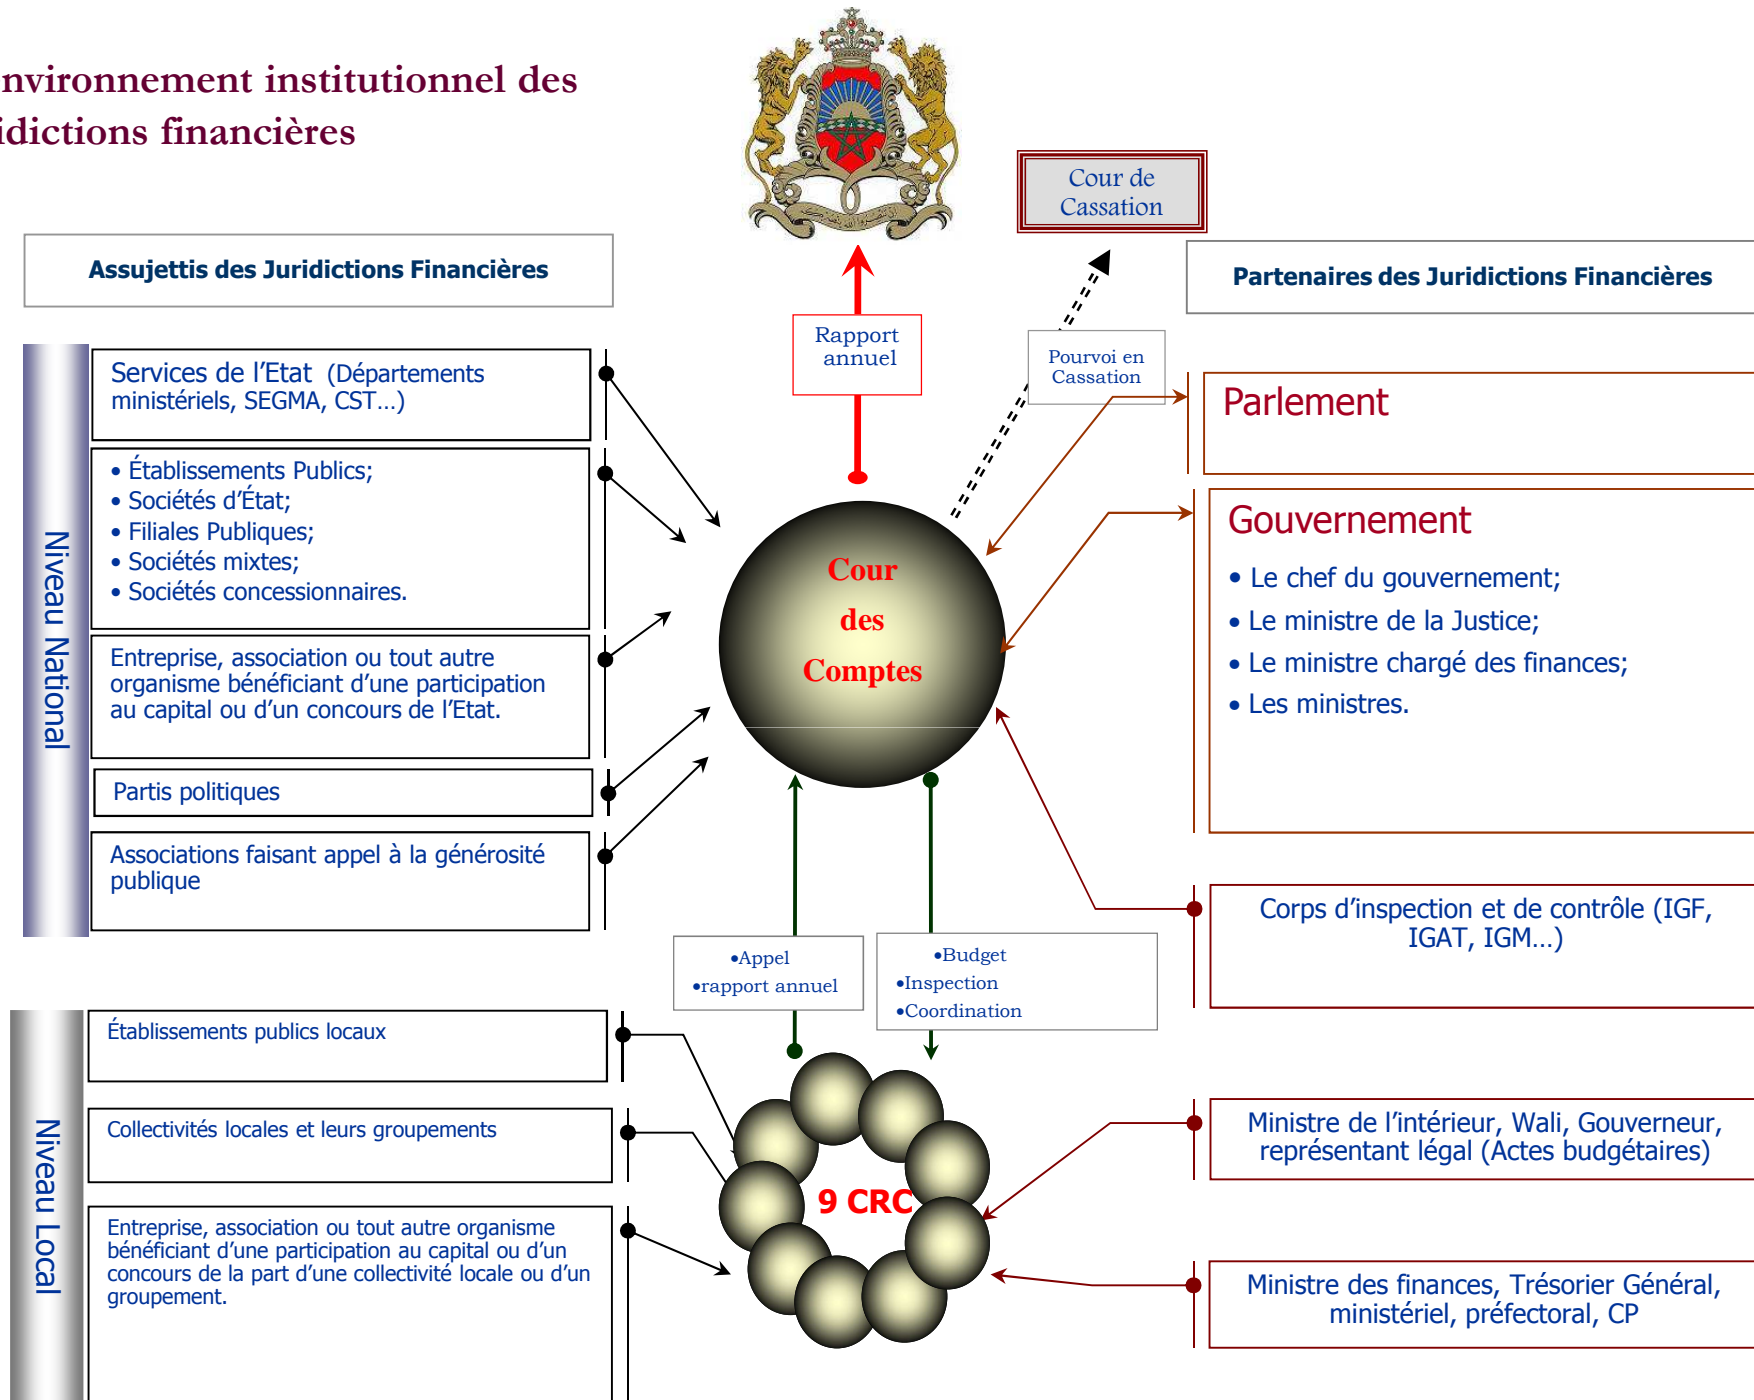 nvironnement institutionnel des
idictions financières
Cour de
Cassation
Assujettis des Juridictions Financières
Partenaires des Juridictions Financières
Rapport
annuel
Pourvoi en
Cassation
Niveau National
Services de l’Etat (Départements
ministériels, SEGMA, CST…)
• Établissements Publics;
• Sociétés d’État;
• Filiales Publiques;
• Sociétés mixtes;
• Sociétés concessionnaires.
Entreprise, association ou tout autre
organisme bénéficiant d’une participation
au capital ou d’un concours de l’Etat.
Partis politiques
Associations faisant appel à la générosité
publique
Cour
des
Comptes
Parlement
Gouvernement
• Le chef du gouvernement;
• Le ministre de la Justice;
• Le ministre chargé des finances;
• Les ministres.
Corps d’inspection et de contrôle (IGF,
IGAT, IGM…)
•Appel
•rapport annuel
•Budget
•Inspection
•Coordination
Niveau Local
Établissements publics locaux
Collectivités locales et leurs groupements
Entreprise, association ou tout autre organisme
bénéficiant d’une participation au capital ou d’un
concours de la part d’une collectivité locale ou d’un
groupement.
9 CRC
Ministre de l’intérieur, Wali, Gouverneur,
représentant légal (Actes budgétaires)
Ministre des finances, Trésorier Général,
ministériel, préfectoral, CP